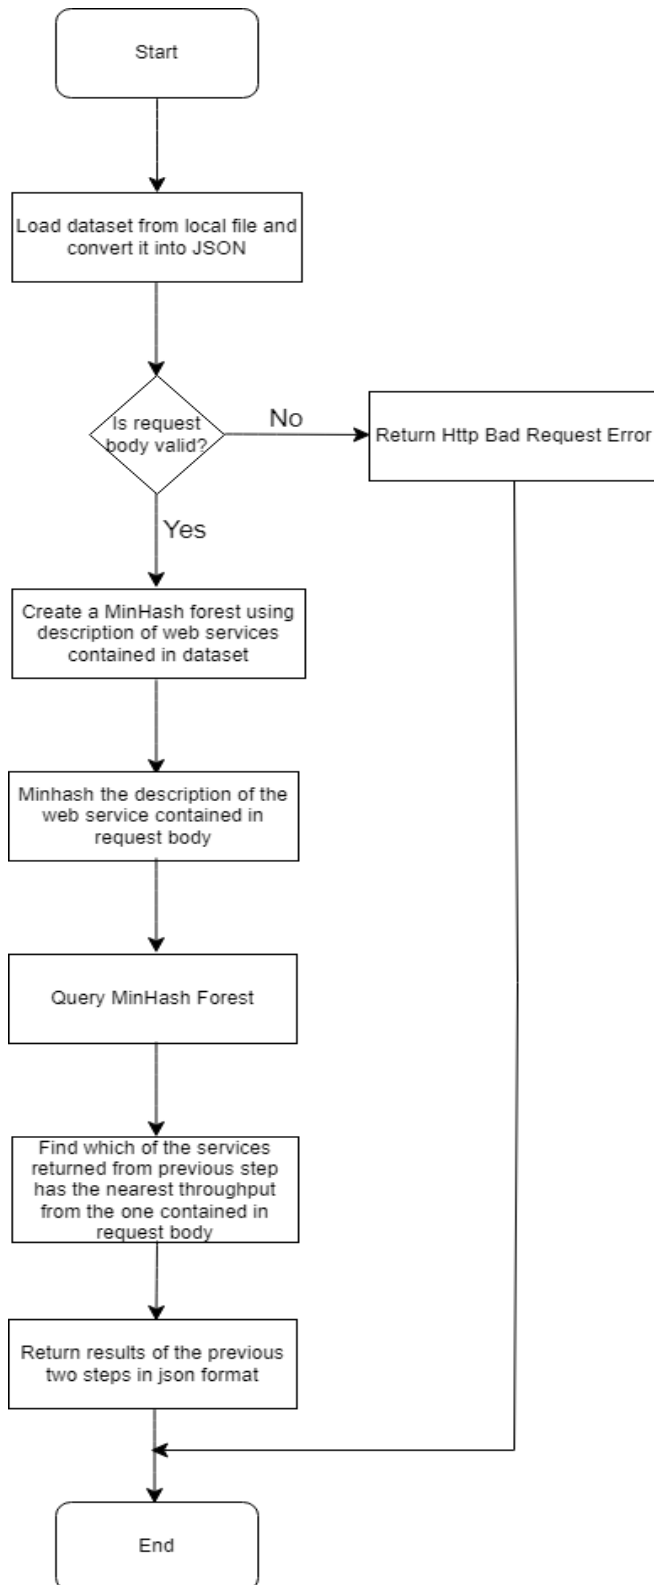 Start
Load dataset from local file and
convert it into JSON
Is request
body valid?
No
Return Http Bad Request Error
Yes
Create a MinHash forest using
description of web services
contained in dataset
Minhash the description of the
web service contained in
request body
Query MinHash Forest
Find which of the services
returned from previous step
has the nearest throughput
from the one contained in
request body
Return results of the previous
two steps in json format
End